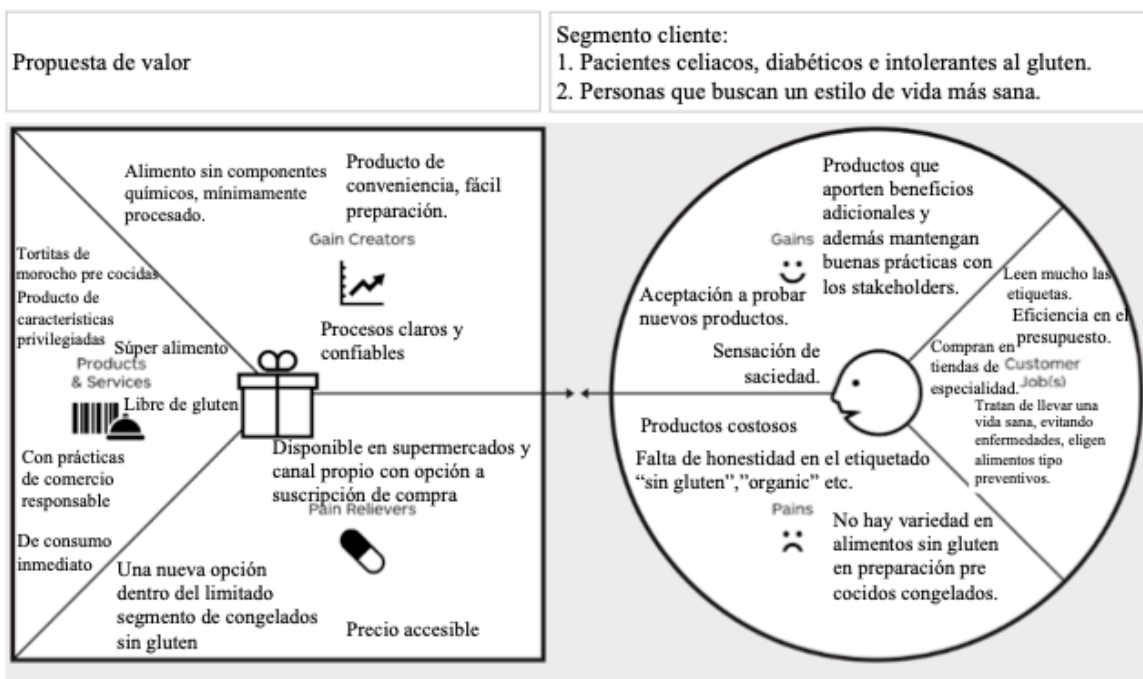 Propuesta de valor
Segmento cliente:
1. Pacientes celiacos, diabéticos e intolerantes al gluten.
2. Personas que buscan un estilo de vida más sana.
Alimento sin componentes
químicos, mínimamente
procesado.
Producto de
conveniencia, fácil
preparación.
Gain Creators
Procesos claros y
confiables
Tortitas de
morocho pre cocidas
Producto de
características
privilegiadas
Súper alimento
Products
& Services
Libre de gluten
Con prácticas
de comercio
responsable
De consumo
inmediato
Disponible en supermercados y
canal propio con opción a
suscripción de compra
Pain Relievers
Una nueva opción
dentro del limitado
segmento de congelados
sin gluten
Precio accesible
Productos que
aporten beneficios
adicionales y
además mantengan
buenas prácticas con
los stakeholders.
Gains
Aceptación a probar
nuevos productos.
Sensación de
saciedad.
Leen mucho las
etiquetas.
Eficiencia en el
presupuesto.
Compran en
tiendas de
especialidad.
Customer
Job(s)
Tratan de llevar una
vida sana, evitando
enfermedades, eligen
alimentos tipo
preventivos.
Productos costosos
Falta de honestidad en el etiquetado
“sin gluten”,”organic” etc.
Pains
No hay variedad en
alimentos sin gluten
en preparación pre
cocidos congelados.